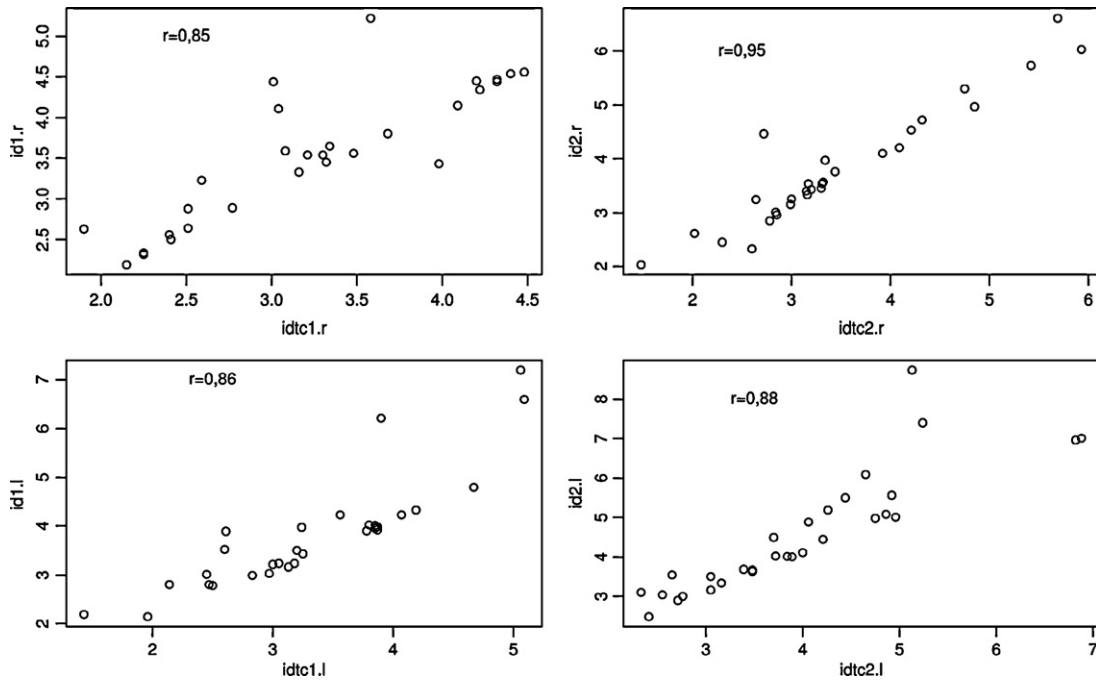 r=0,85
id1.r
5.0
4.5
4.0
3.5
3.0
2.5
2.0 2.5 3.0 3.5 4.0 4.5
idtc1.r
r=0,95
id2.r
6
5
4
3
2
2 3 4 5 6
idtc2.r
r=0,86
id1.l
7
6
5
4
3
2
2 3 4 5
idtc1.l
r=0,88
id2.l
8
7
6
5
4
3
3 4 5 6 7
idtc2.l